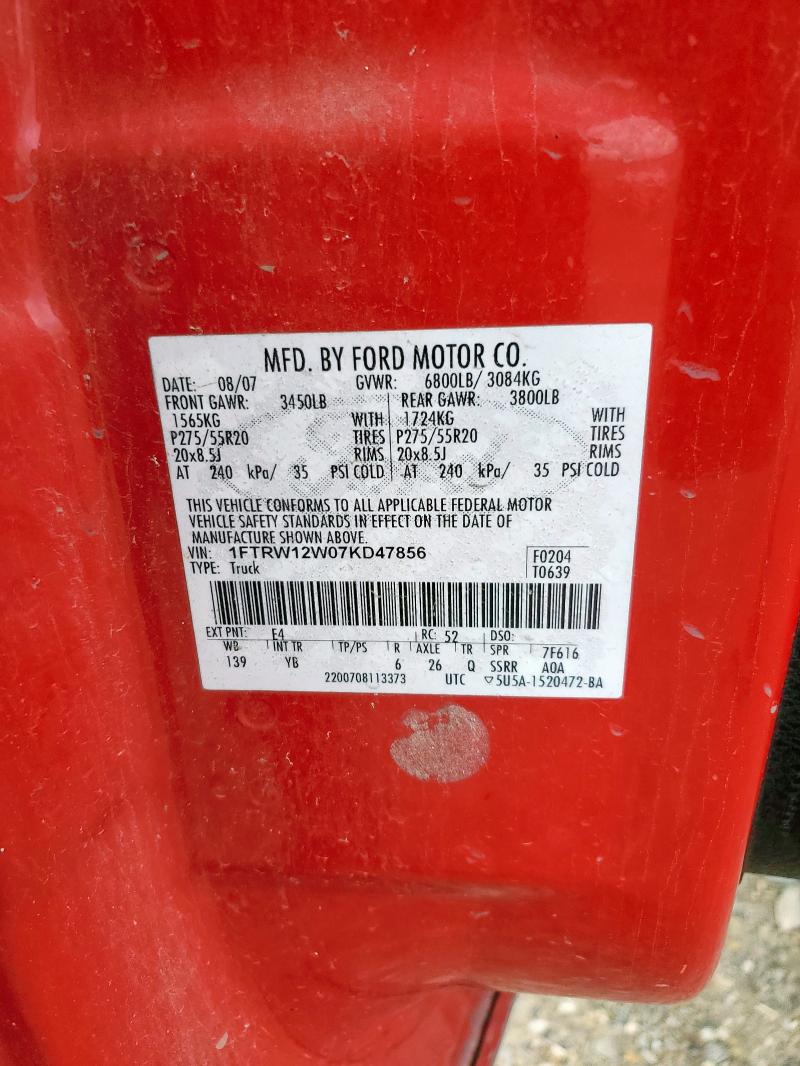 MFD. BY FORD MOTOR CO.
DATE: 08/07 GVWR: 6800LB/ 3084KG
FRONT GAWR: 3450LB REAR GAWR: 3800LB
1565KG WITH 1724KG WITH
P275/55R20 TIRES P275/55R20 TIRES
20x8.5J RIMS 20x8.5J RIMS
AT 240 kPa/ 35 PSI COLD AT 240 kPa/ 35 PSI COLD
THIS VEHICLE CONFORMS TO ALL APPLICABLE FEDERAL MOTOR
VEHICLE SAFETY STANDARDS IN EFFECT ON THE DATE OF
MANUFACTURE SHOWN ABOVE.
VIN: 1FTRW12W07KD47856 F0204
TYPE: Truck T0639
EXT PNT: E4 RC: 52 DSO:
WB INT TR TP/PS R AXLE TR SPR 7F616
139 YB 6 26 Q SSRR A0A
2200708113373 UTC ▽5U5A-1520472-BA